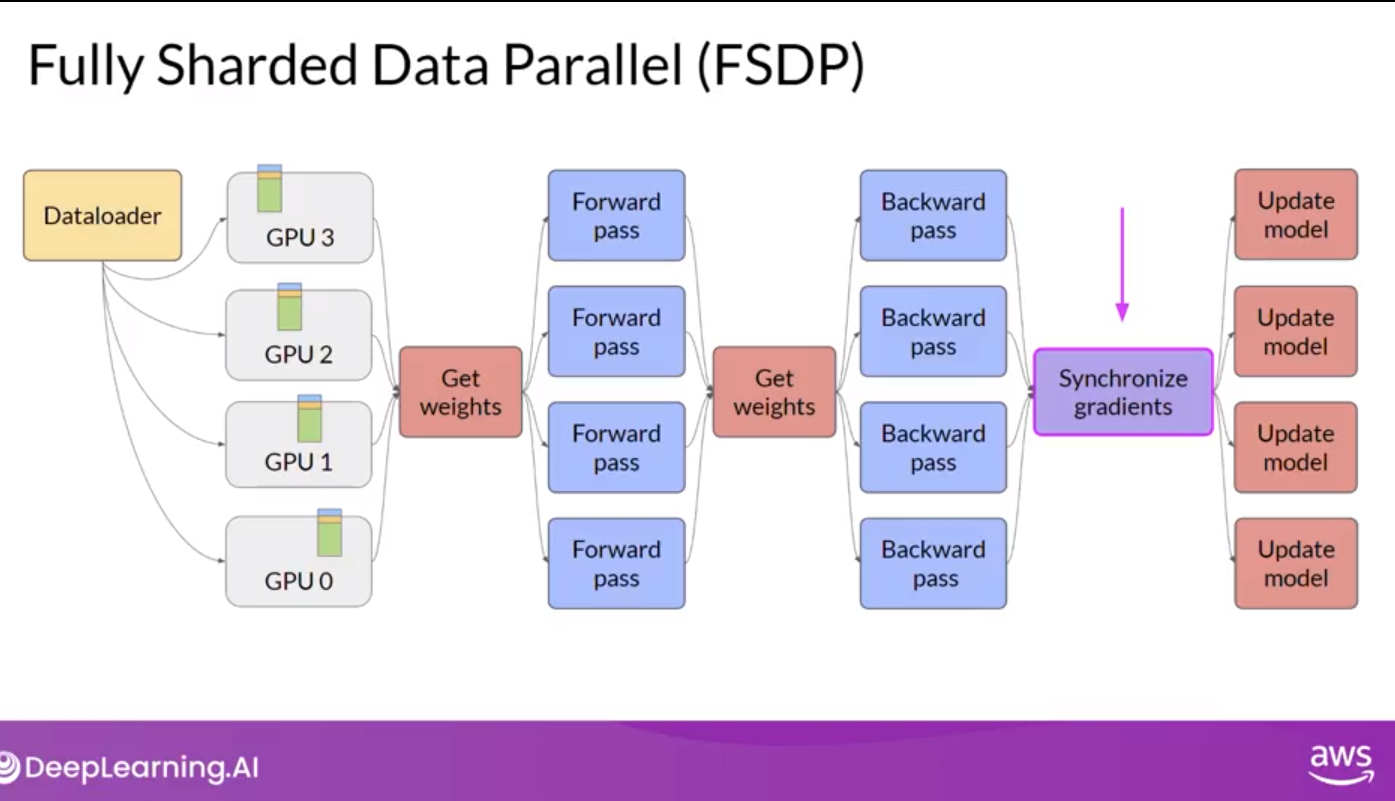 Fully Sharded Data Parallel (FSDP)
Dataloader
GPU 3
GPU 2
GPU 1
GPU 0
Get
weights
Forward
pass
Forward
pass
Forward
pass
Forward
pass
Get
weights
Backward
pass
Backward
pass
Backward
pass
Backward
pass
Synchronize
gradients
Update
model
Update
model
Update
model
Update
model
DeepLearning.AI
aws